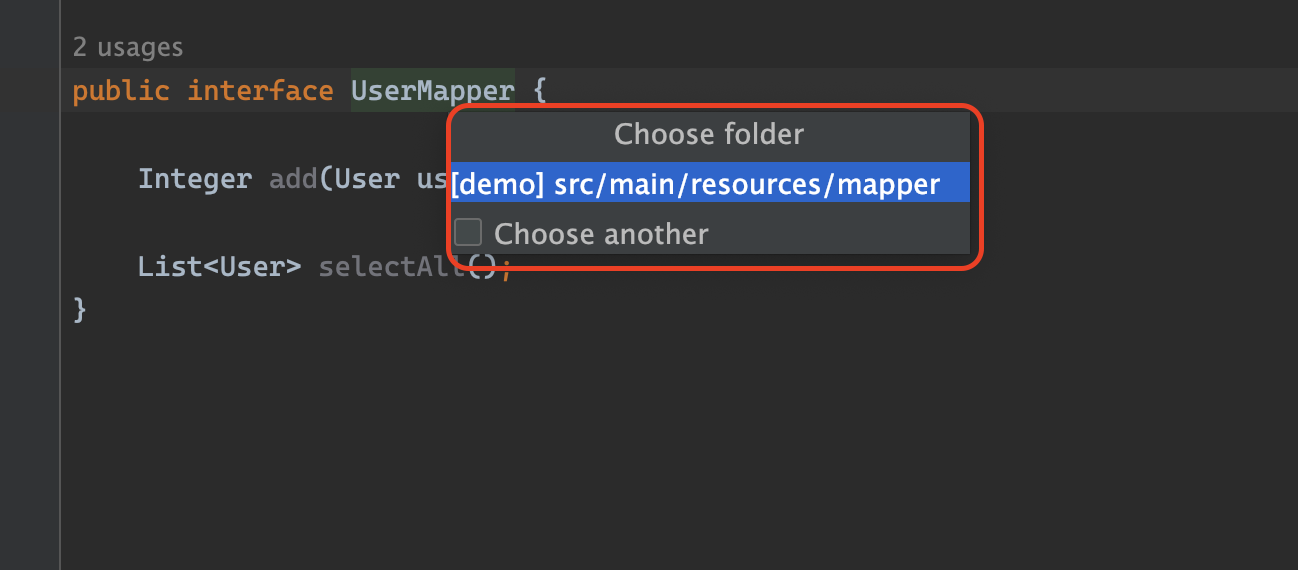 2 usages
public interface UserMapper {
Choose folder
Integer add(User us
[demo] src/main/resources/mapper
Choose another
List<User> selectAll();
}